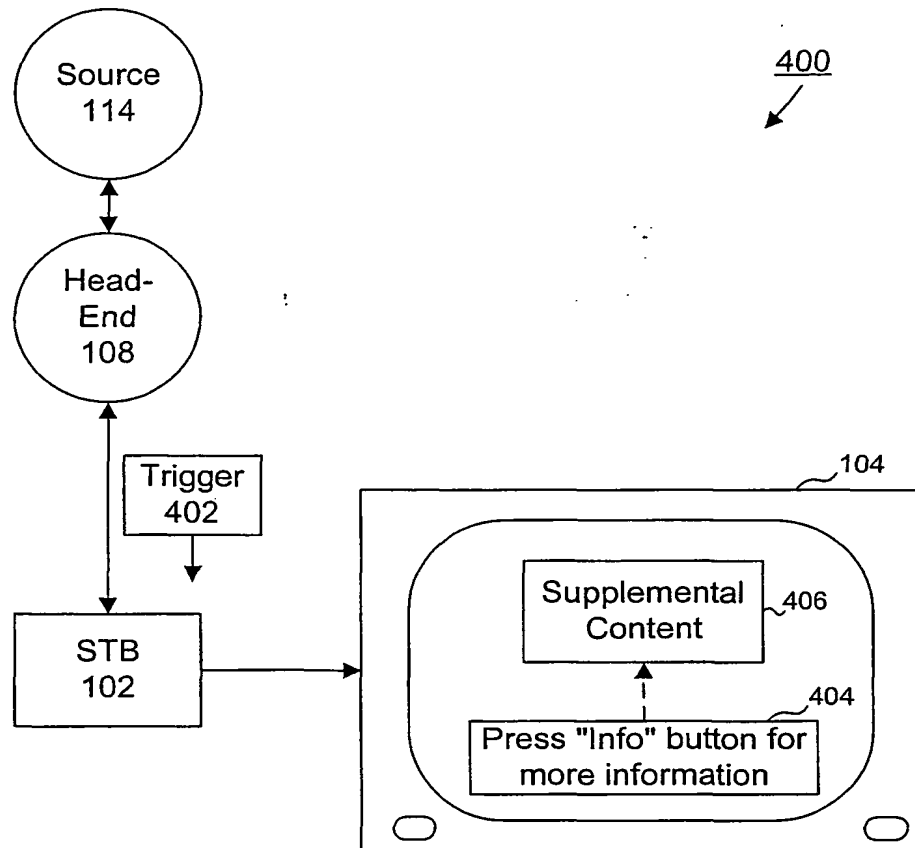 Source
114
400
Head-
End
108
Trigger
402
104
Supplemental
Content
406
STB
102
404
Press "Info" button for
more information